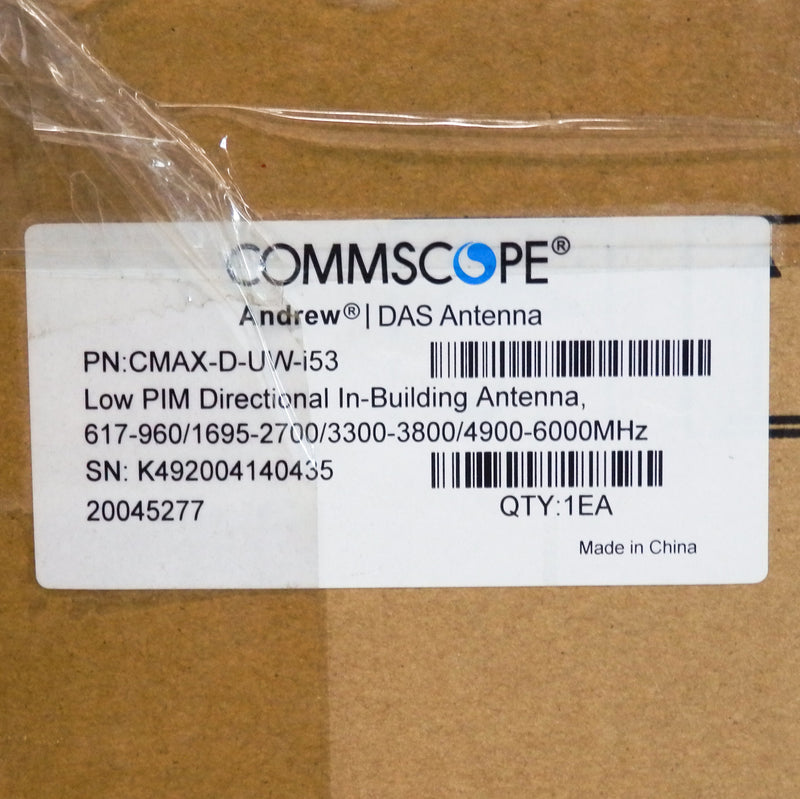 COMMSCOPE®
Andrew® | DAS Antenna
PN:CMAX-D-UW-i53
Low PIM Directional In-Building Antenna,
617-960/1695-2700/3300-3800/4900-6000MHz
SN: K492004140435
20045277
QTY:1EA
Made in China